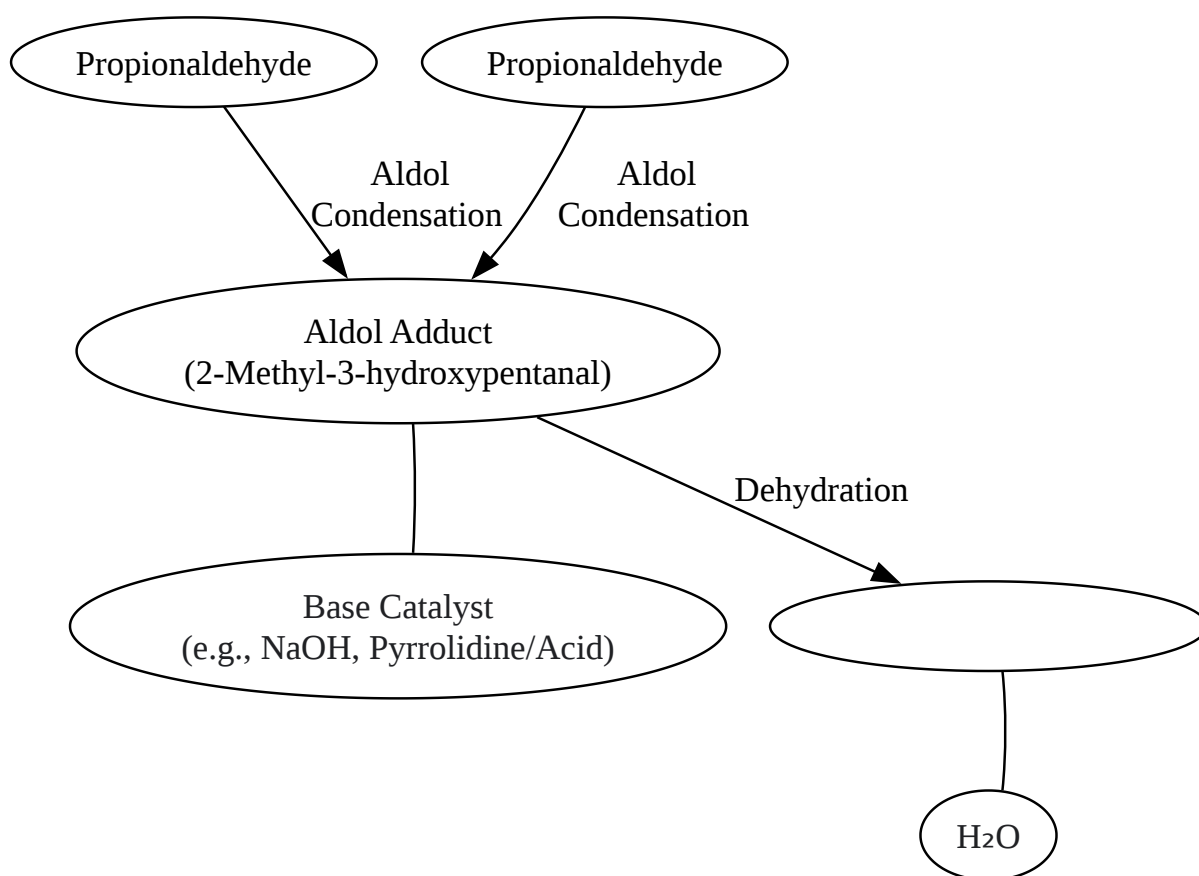 Propionaldehyde
Propionaldehyde
Aldol
Condensation
Aldol
Condensation
Aldol Adduct
(2-Methyl-3-hydroxypentanal)
Dehydration
Base Catalyst
(e.g., NaOH, Pyrrolidine/Acid)
H₂O